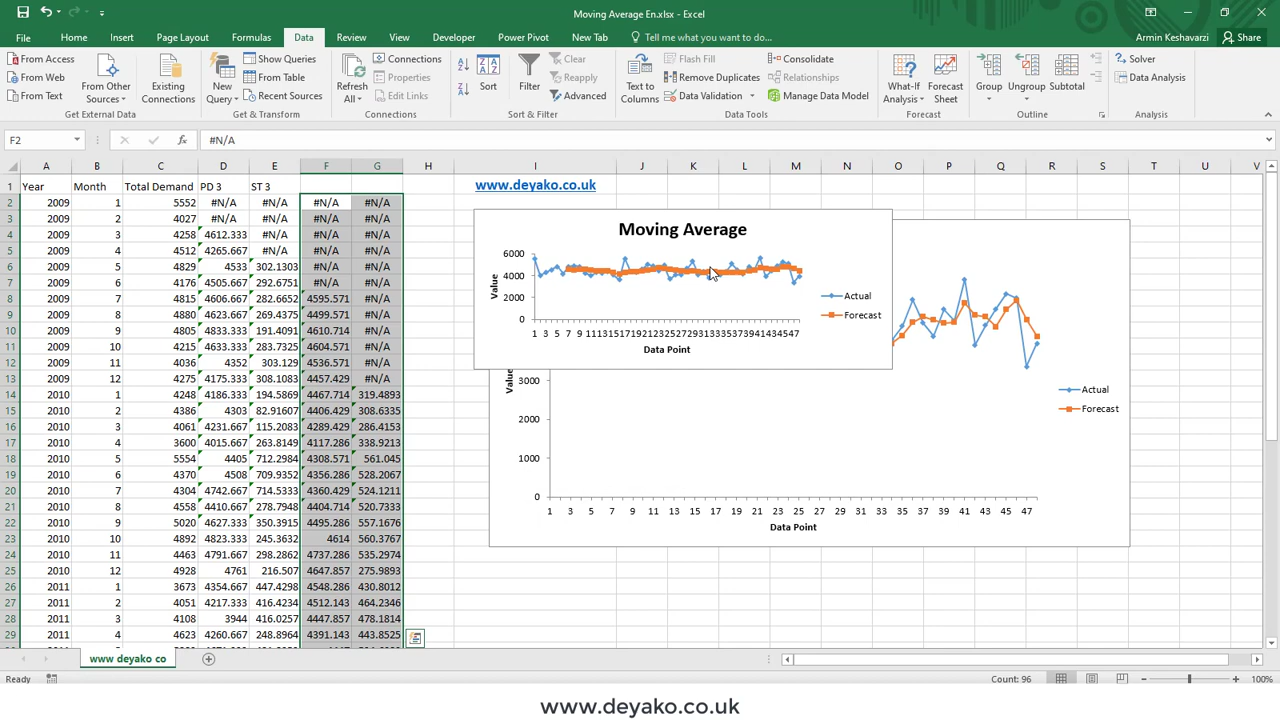 Moving Average En.xlsx - Excel
File Home Insert Page Layout Formulas Data Review View Developer Power Pivot New Tab Tell me what you want to do... Armin Keshavarzi Share
From Access
From Web
From Text
From Other Sources
Existing Connections
Get External Data
New Query
Show Queries
From Table
Recent Sources
Get & Transform
Refresh All
Connections
Properties
Edit Links
Connections
Sort
Filter
Clear
Reapply
Advanced
Sort & Filter
Text to Columns
Flash Fill
Remove Duplicates
Data Validation
Consolidate
Relationships
Manage Data Model
Data Tools
What-If Analysis
Forecast Sheet
Forecast
Group
Ungroup
Subtotal
Outline
Solver
Data Analysis
Analysis
F2 fx #N/A
A B C D E F G H I J K L M N O P Q R S T U V
1 Year Month Total Demand PD 3 ST 3 www.deyako.co.uk
2 2009 1 5552 #N/A #N/A #N/A #N/A
3 2009 2 4027 #N/A #N/A #N/A #N/A
4 2009 3 4258 4612.333 #N/A #N/A #N/A
5 2009 4 4512 4265.667 #N/A #N/A #N/A
6 2009 5 4829 4533 302.1303 #N/A #N/A
7 2009 6 4176 4505.667 292.6751 #N/A #N/A
8 2009 7 4815 4606.667 282.6652 4595.571 #N/A
9 2009 8 4880 4623.667 263.4035 4499.571 #N/A
10 2009 9 4805 4833.333 191.4091 4610.714 #N/A
11 2009 10 4215 4633.333 283.127 4604.571 #N/A
12 2009 11 4036 4352 303.129 4536.571 #N/A
13 2009 12 4275 4175.333 308.1083 4457.429 #N/A
14 2010 1 4248 4186.333 194.5869 4467.714 319.4893
15 2010 2 4386 4303 82.91607 4406.429 308.6335
16 2010 3 4061 4231.667 115.2083 4289.429 286.4153
17 2010 4 3600 4015.667 263.8149 4117.286 338.9213
18 2010 5 5554 4405 712.2984 4308.571 561.045
19 2010 6 4370 4508 709.9352 4356.286 528.2067
20 2010 7 4304 4742.667 714.5333 4360.429 524.1211
21 2010 8 4558 4410.667 278.7948 4404.714 520.7333
22 2010 9 5020 4627.333 350.3915 4495.286 557.1676
23 2010 10 4892 4823.333 245.3632 4614 560.3767
24 2010 11 4463 4791.667 298.2862 4737.286 535.2974
25 2010 12 4928 4761 216.507 4647.857 275.9893
26 2011 1 3673 4354.667 447.4298 4548.286 430.8012
27 2011 2 4051 4217.333 416.4234 4512.143 464.2346
28 2011 3 4108 3944 416.0257 4447.857 478.1814
29 2011 4 4623 4260.667 248.8964 4391.143 443.8525
Moving Average
6000
4000
2000
0
Value
1 3 5 7 9 11 13 15 17 19 21 23 25 27 29 31 33 35 37 39 41 43 45 47
Data Point
Actual
Forecast
Value
3000
2000
1000
0
1 3 5 7 9 11 13 15 17 19 21 23 25 27 29 31 33 35 37 39 41 43 45 47
Data Point
Actual
Forecast
www deyako co
Ready Count: 96 100%
www.deyako.co.uk